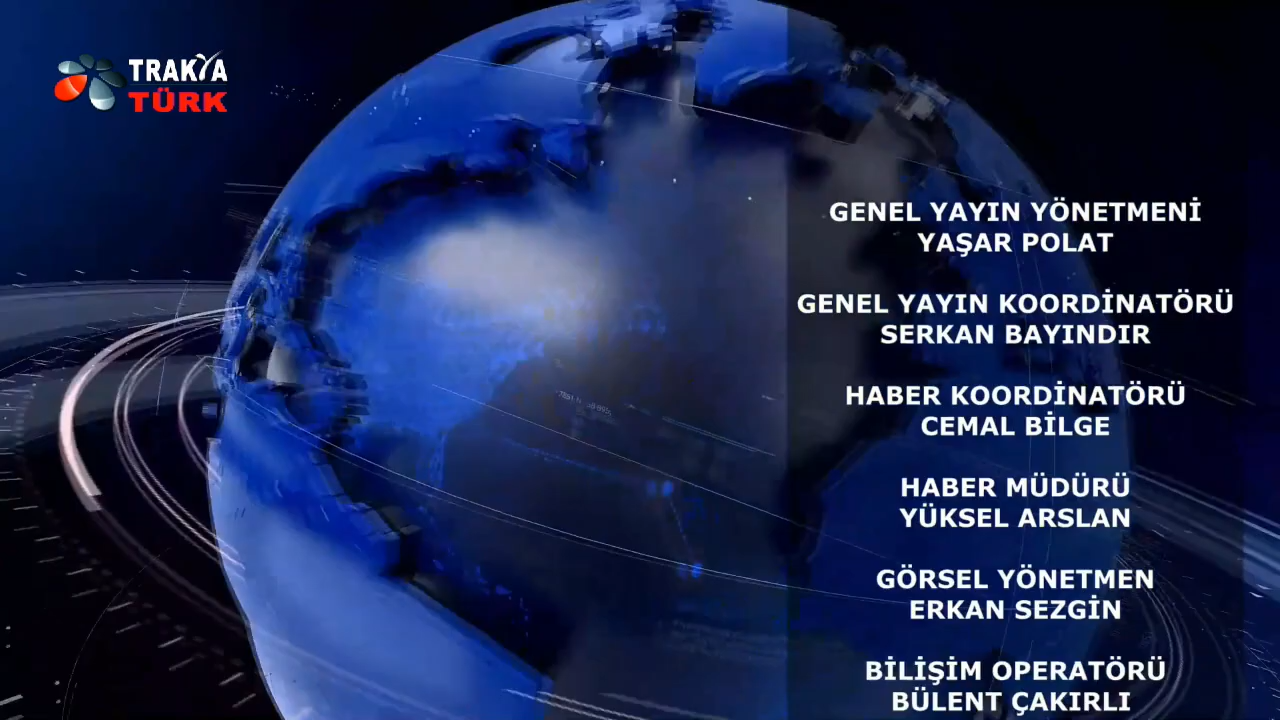 TRAKYA
TÜRK
GENEL YAYIN YÖNETMENİ
YAŞAR POLAT
GENEL YAYIN KOORDİNATÖRÜ
SERKAN BAYINDIR
HABER KOORDİNATÖRÜ
CEMAL BİLGE
HABER MÜDÜRÜ
YÜKSEL ARSLAN
GÖRSEL YÖNETMEN
ERKAN SEZGİN
BİLİŞİM OPERATÖRÜ
BÜLENT ÇAKIRLI